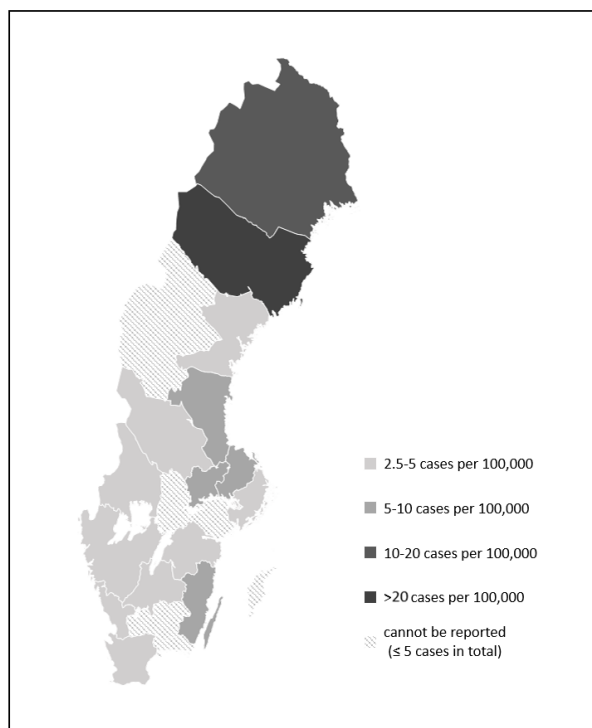 2.5-5 cases per 100,000
5-10 cases per 100,000
10-20 cases per 100,000
>20 cases per 100,000
cannot be reported
(≤ 5 cases in total)